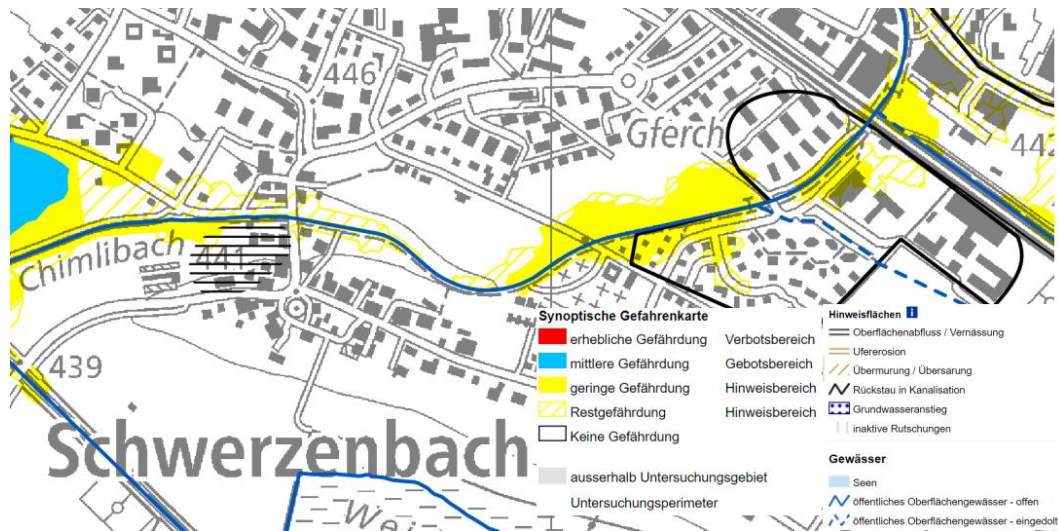 446
Gferch
442
Chimlibach
441
439
Schwerzenbach
Synoptische Gefahrenkarte
erhebliche Gefährdung Verbotsbereich
mittlere Gefährdung Gebotsbereich
geringe Gefährdung Hinweisbereich
Restgefährdung Hinweisbereich
Keine Gefährdung
ausserhalb Untersuchungsgebiet
Untersuchungsperimeter
Hinweisflächen i
Oberflächenabfluss / Vernässung
Ufererosion
Übermurung / Übersarung
Rückstau in Kanalisation
Grundwasseranstieg
inaktive Rutschungen
Gewässer
Seen
öffentliches Oberflächengewässer - offen
öffentliches Oberflächengewässer - eingedol